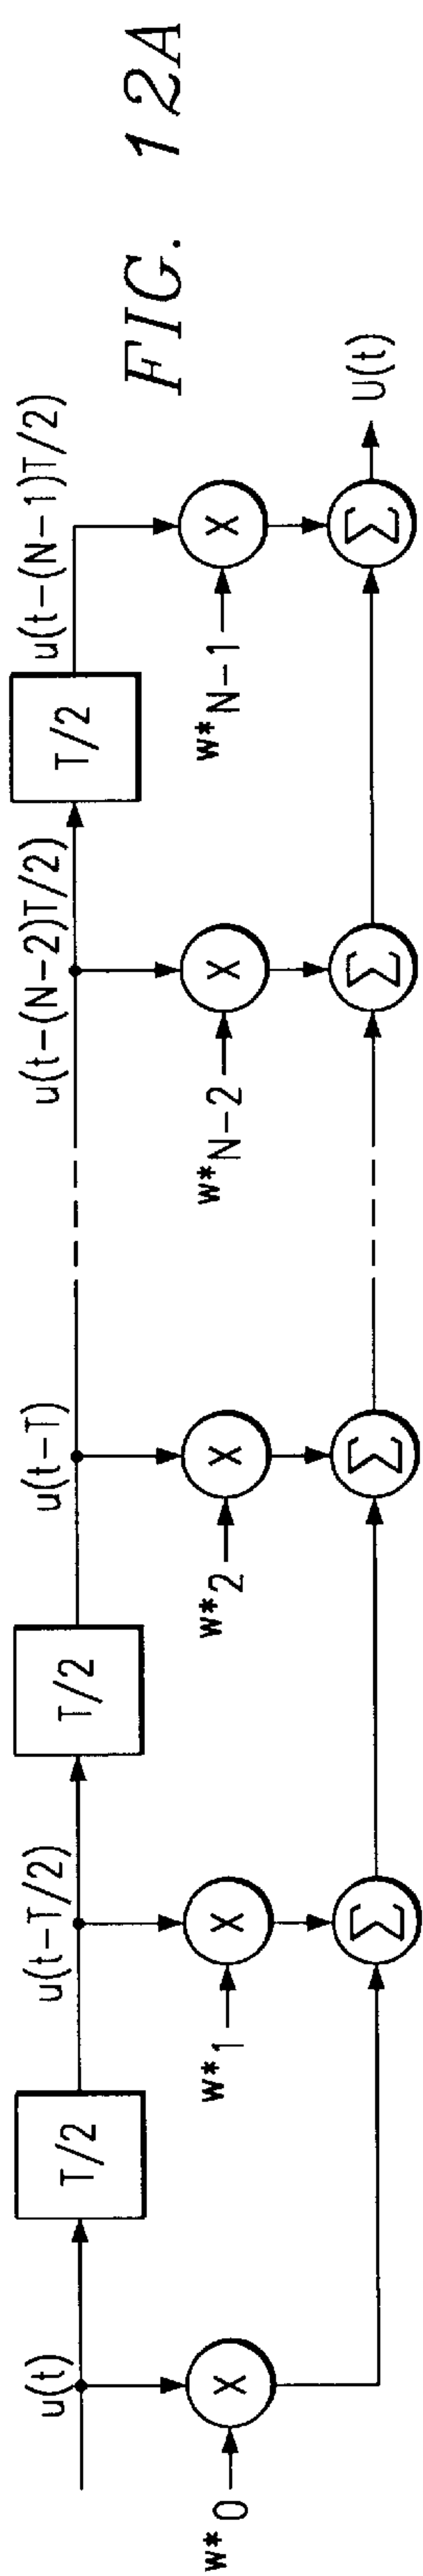 u(t)
T/2
u(t-T/2)
T/2
u(t-T)
u(t-(N-2)T/2)
T/2
u(t-(N-1)T/2)
w*0
X
w*1
X
w*2
X
w*N-2
X
w*N-1
X
Σ
Σ
Σ
Σ
U(t)
FIG. 12A